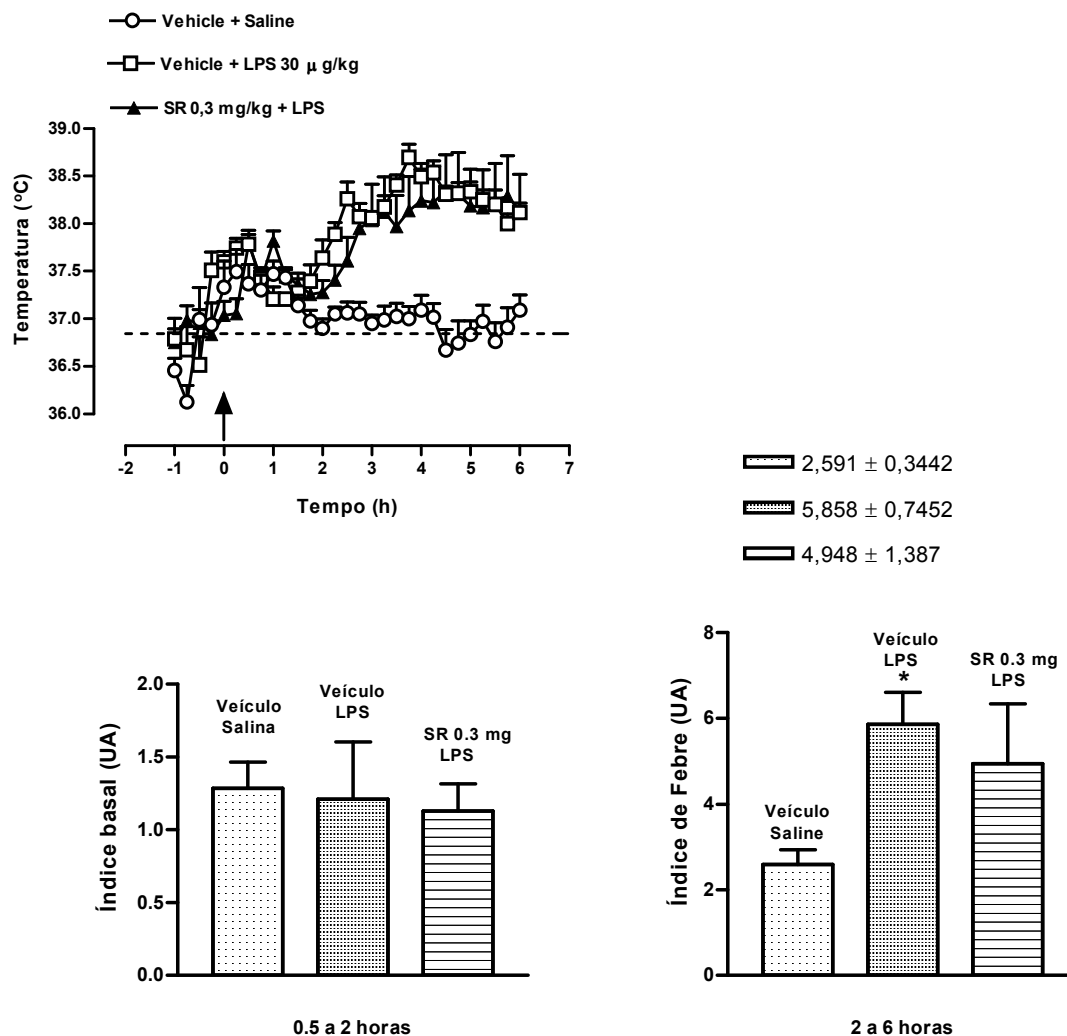 Vehicle + Saline
Vehicle + LPS 30 μ g/kg
SR 0,3 mg/kg + LPS
Temperatura (ºC)
39.0
38.5
38.0
37.5
37.0
36.5
36.0
-2 -1 0 1 2 3 4 5 6 7
Tempo (h)
2,591 ± 0,3442
5,858 ± 0,7452
4,948 ± 1,387
Índice basal (UA)
2.0
1.5
1.0
0.5
0.0
Veículo
Salina
Veículo
LPS
SR 0.3 mg
LPS
0.5 a 2 horas
Índice de Febre (UA)
8
6
4
2
0
Veículo
Saline
Veículo
LPS
*
SR 0.3 mg
LPS
2 a 6 horas